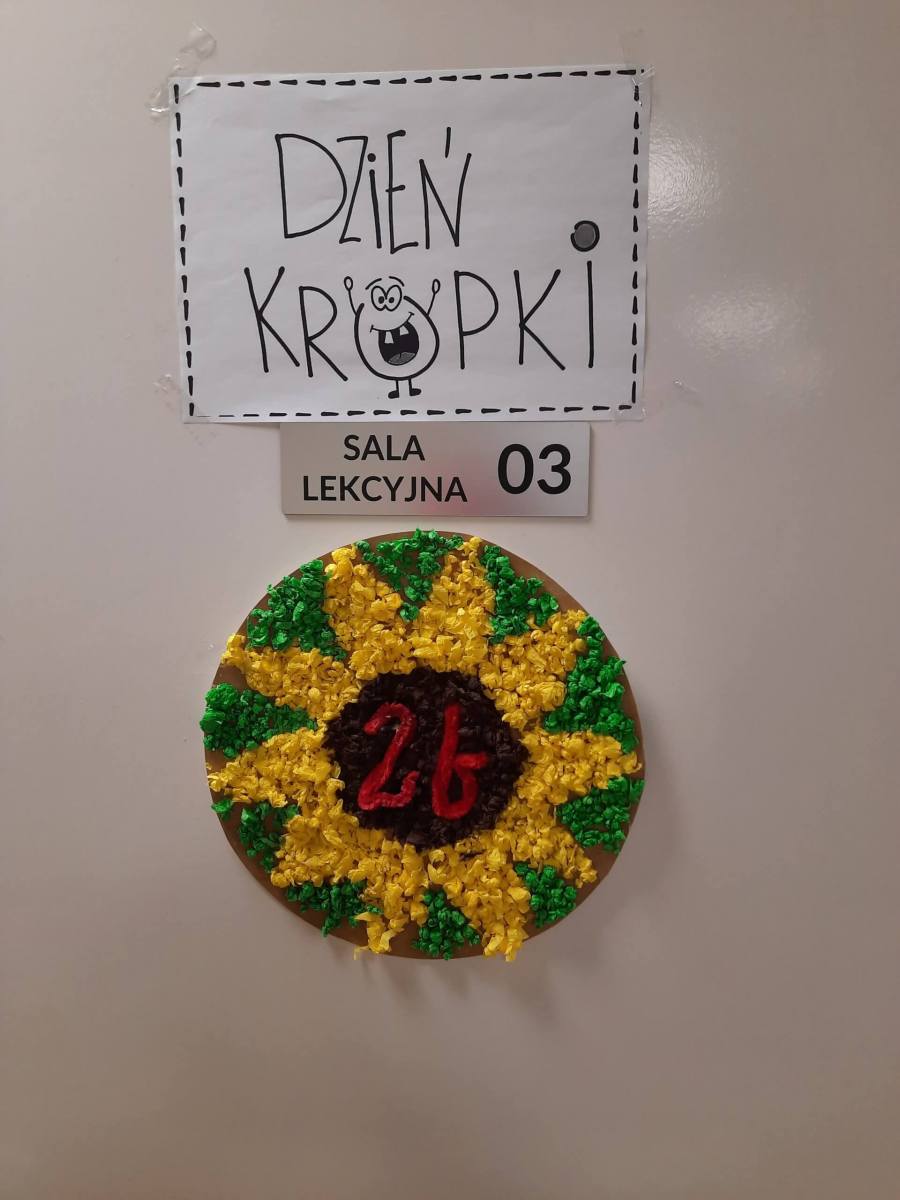 DZiEŃ
KROPKi
SALA
LEKCYJNA 03
2b